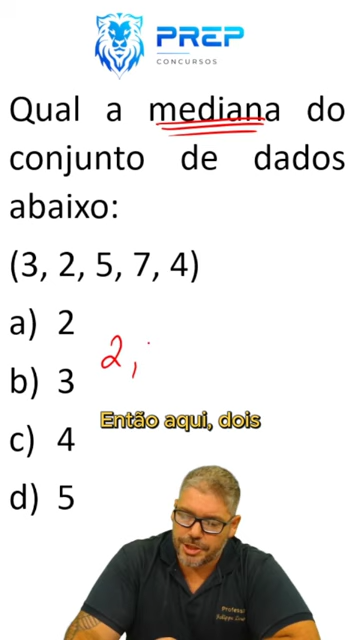 PREP
CONCURSOS
Qual a mediana do
conjunto de dados
abaixo:
(3, 2, 5, 7, 4)
a) 2
b) 3
c) 4
d) 5
2,
Então aqui, dois